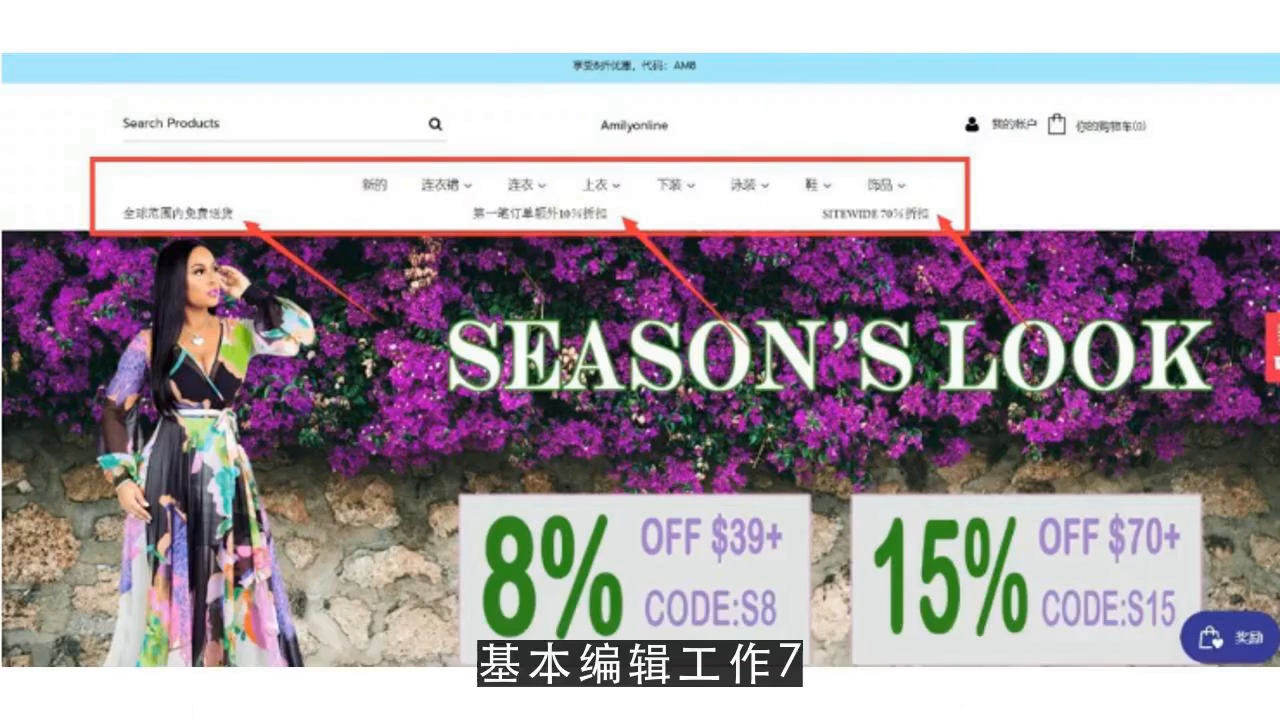 享受8折优惠，代码：AM8
Search Products
Amilyonline
我的帐户
你的购物车(0)
新的 连衣裙 连衣 上衣 下装 泳装 鞋 饰品
全球范围内免费送货 第一笔订单额外10%折扣 SITEWIDE 70%折扣
SEASON'S LOOK
8% OFF $39+
CODE:S8
15% OFF $70+
CODE:S15
奖励
基本编辑工作7